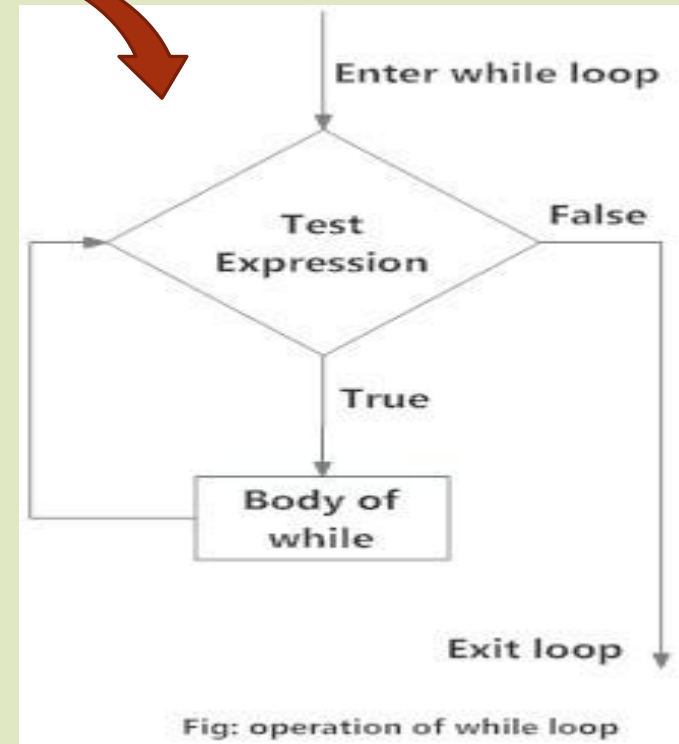 Enter while loop
Test
Expression
False
True
Body of
while
Exit loop
Fig: operation of while loop